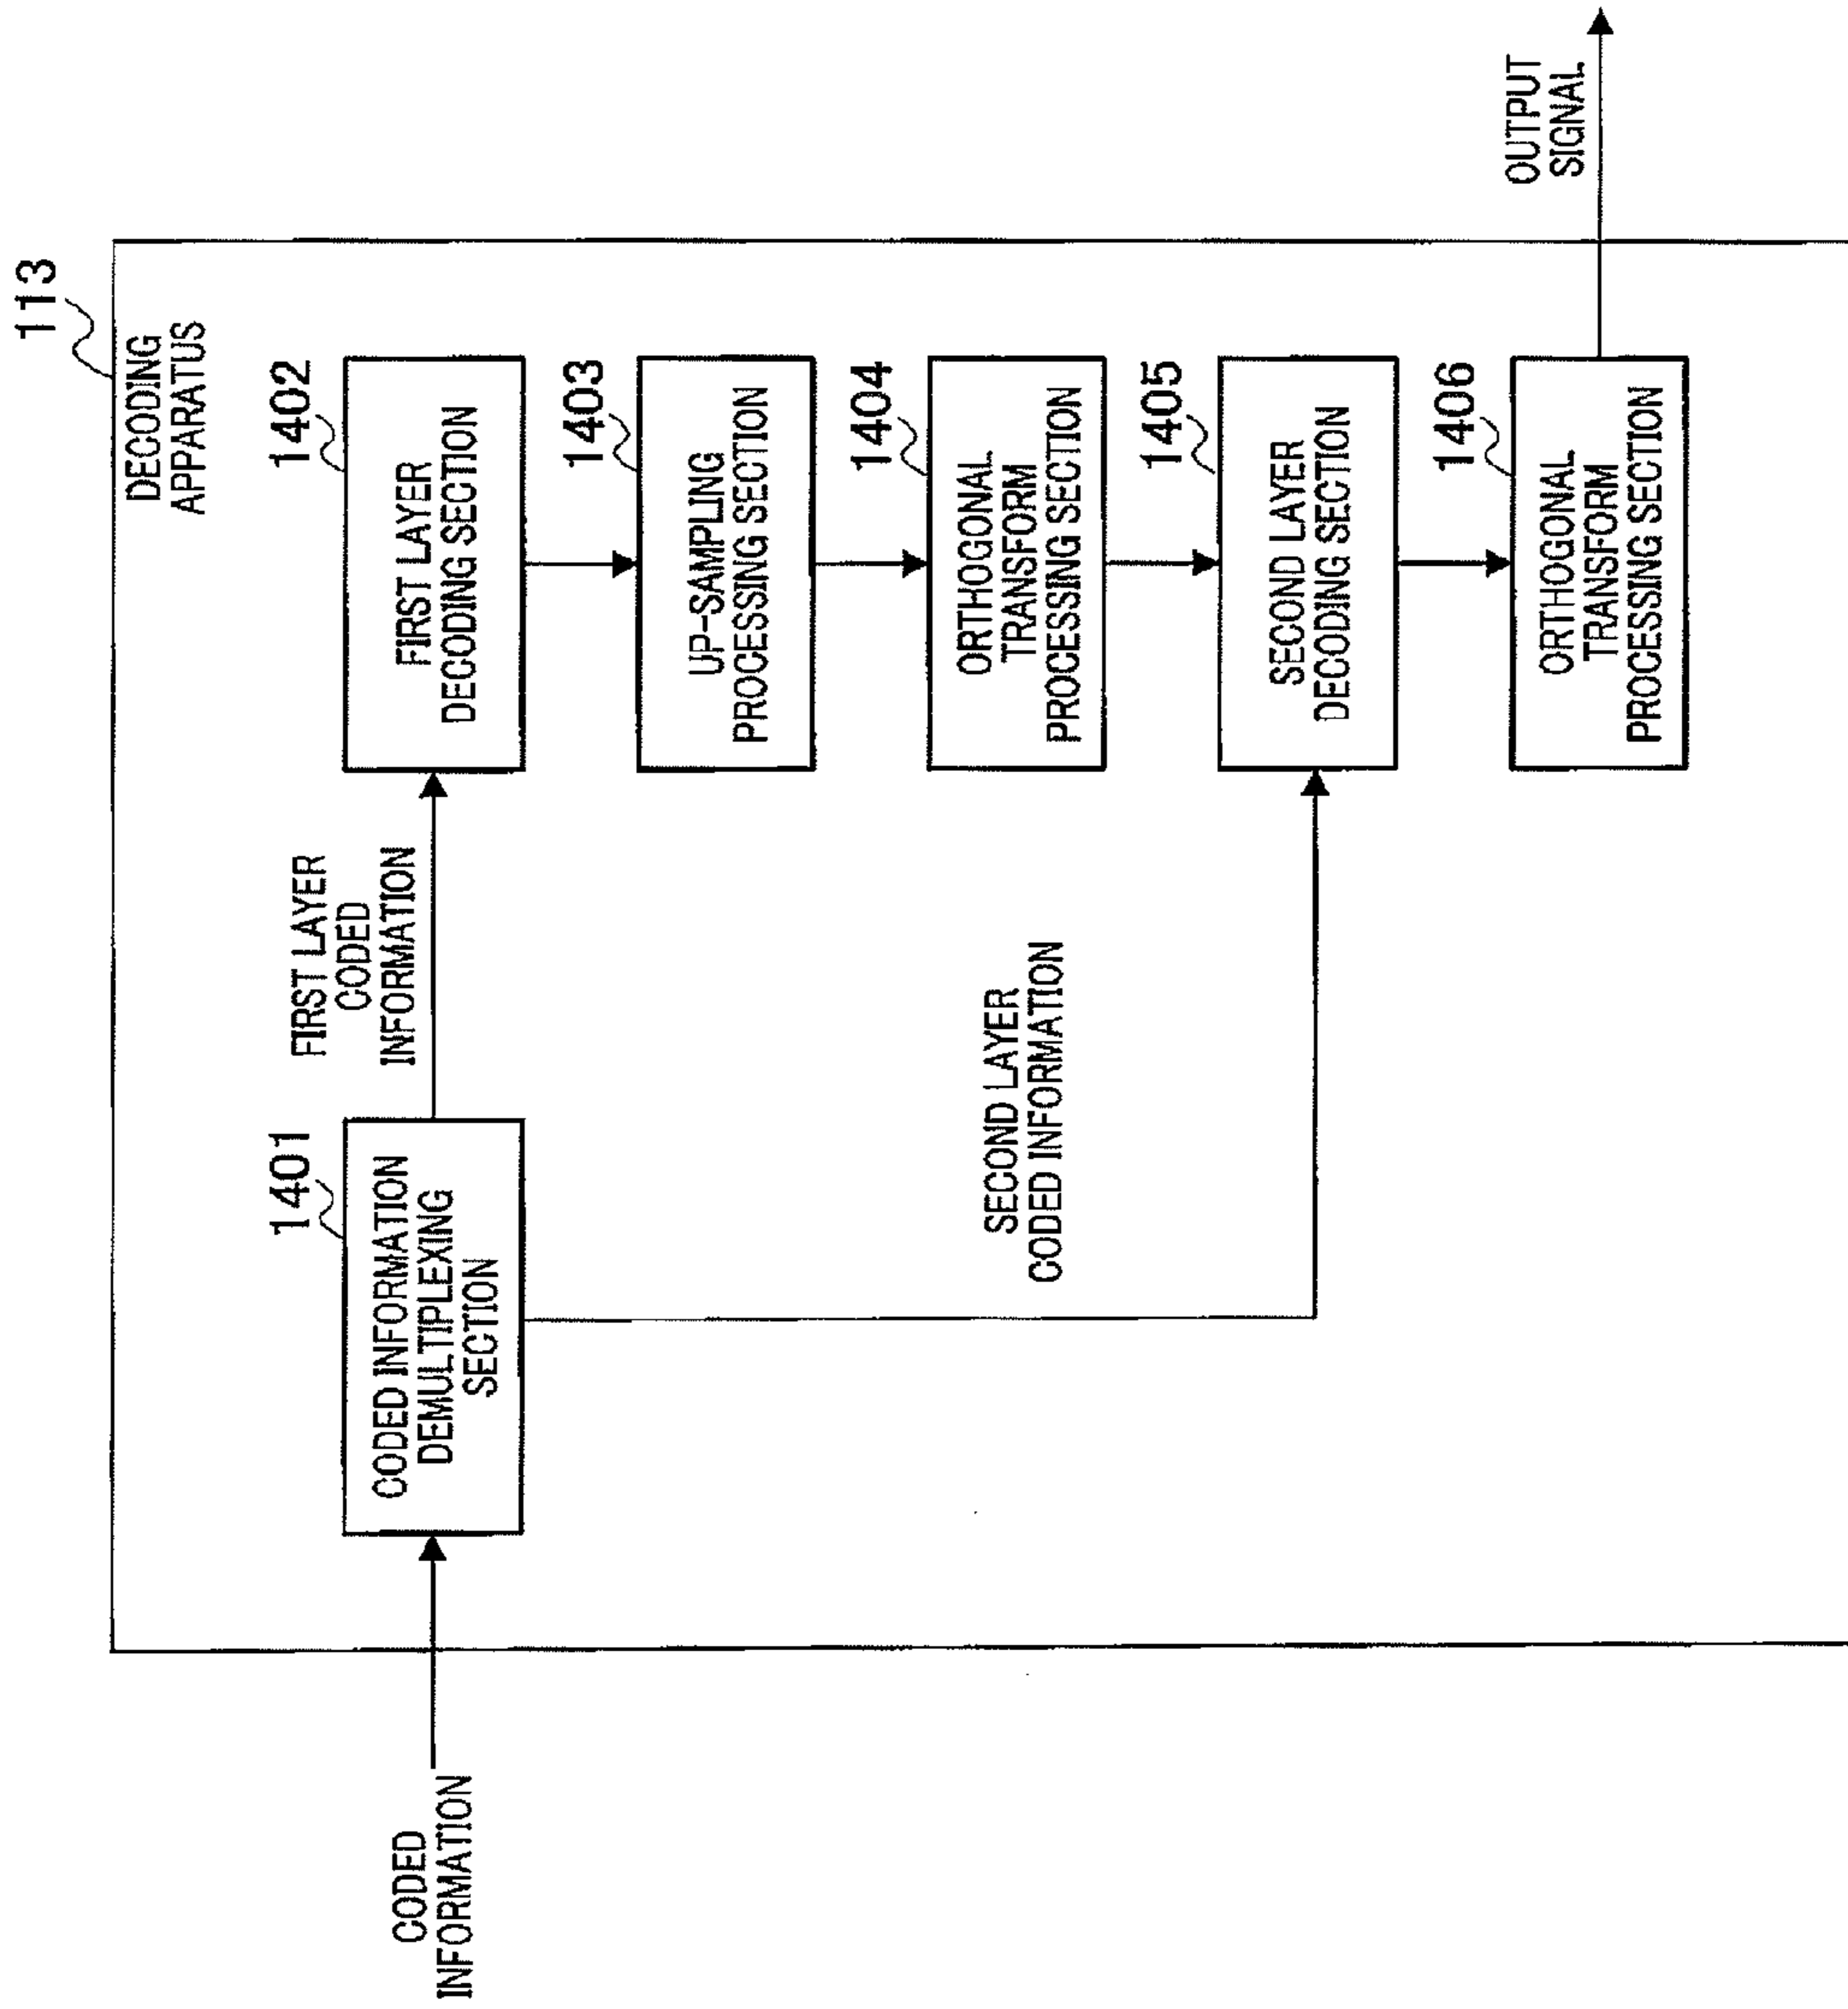 113
DECODING
APPARATUS
CODED
INFORMATION
1401
CODED INFORMATION
DEMULTIPLEXING
SECTION
FIRST LAYER
CODED
INFORMATION
1402
FIRST LAYER
DECODING SECTION
1403
UP-SAMPLING
PROCESSING SECTION
1404
ORTHOGONAL
TRANSFORM
PROCESSING SECTION
SECOND LAYER
CODED INFORMATION
1405
SECOND LAYER
DECODING SECTION
1406
ORTHOGONAL
TRANSFORM
PROCESSING SECTION
OUTPUT
SIGNAL